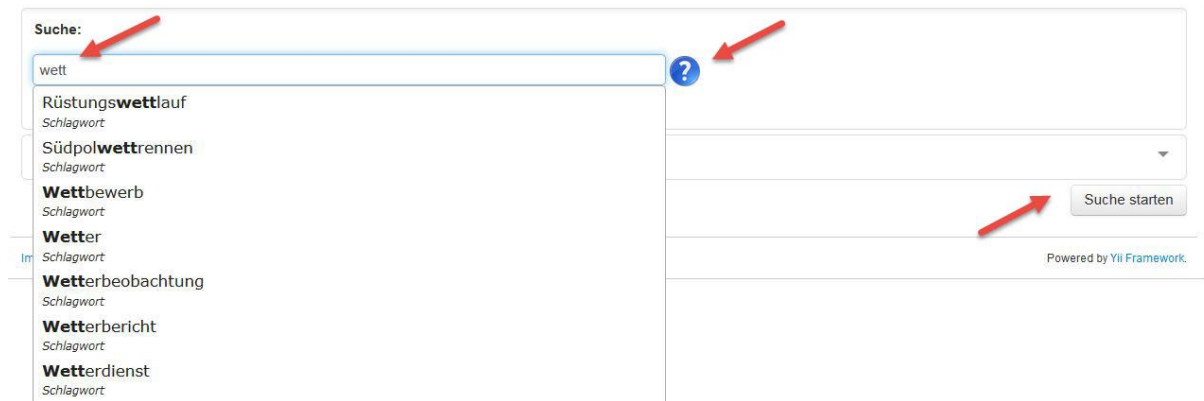 Suche:
wett
?
Rüstungswettlauf
Schlagwort
Südpolwettrennen
Schlagwort
Wettbewerb
Schlagwort
Suche starten
Wetter
Schlagwort
Im
Powered by Yii Framework.
Wetterbeobachtung
Schlagwort
Wetterbericht
Schlagwort
Wetterdienst
Schlagwort